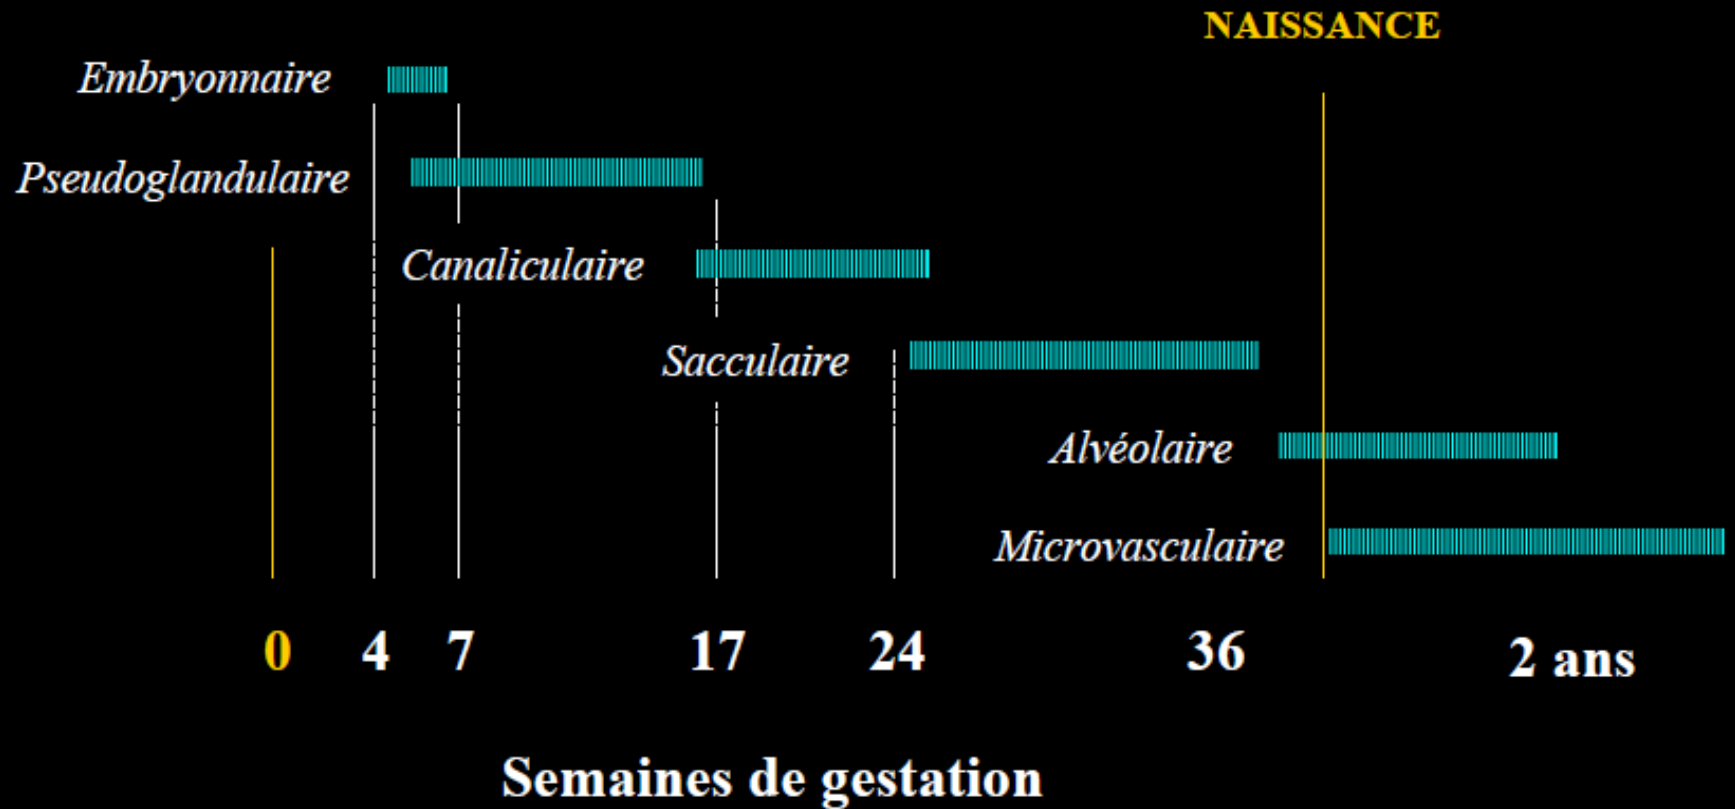 NAISSANCE
Embryonnaire
Pseudoglandulaire
Canaliculaire
Sacculaire
Alvéolaire
Microvasculaire
0 4 7 17 24 36 2 ans
Semaines de gestation